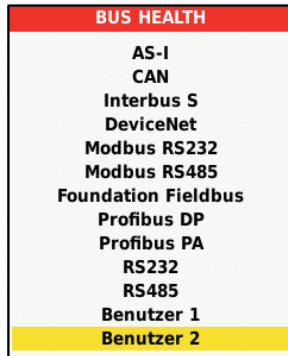 BUS HEALTH
AS-I
CAN
Interbus S
DeviceNet
Modbus RS232
Modbus RS485
Foundation Fieldbus
Profibus DP
Profibus PA
RS232
RS485
Benutzer 1
Benutzer 2